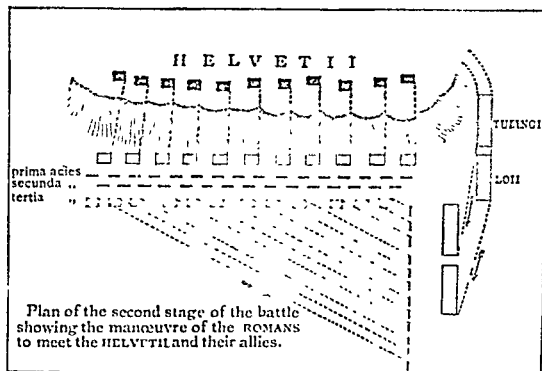 HELVETII
TULINGI
prima acies
secunda „
tertia „
Plan of the second stage of the battle
showing the manœuvre of the ROMANS
to meet the HELVETII and their allies.